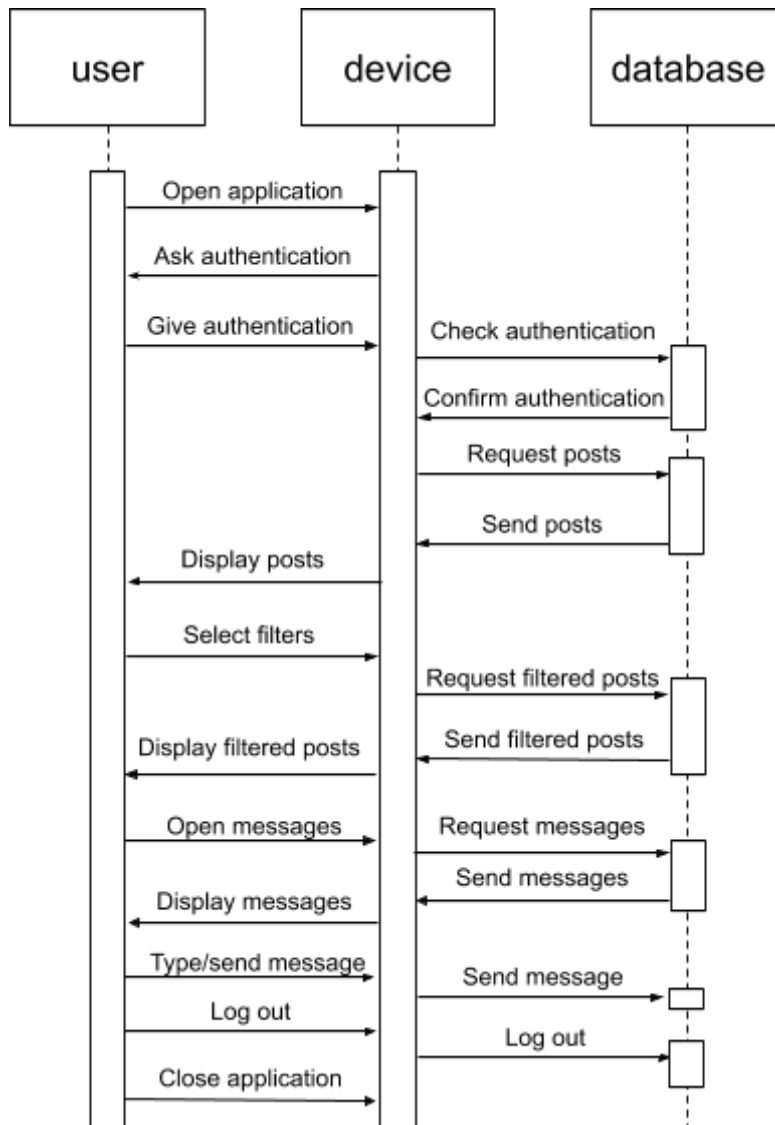 user
device
database
Open application
Ask authentication
Give authentication
Check authentication
Confirm authentication
Request posts
Send posts
Display posts
Select filters
Request filtered posts
Send filtered posts
Display filtered posts
Open messages
Request messages
Send messages
Display messages
Type/send message
Send message
Log out
Log out
Close application